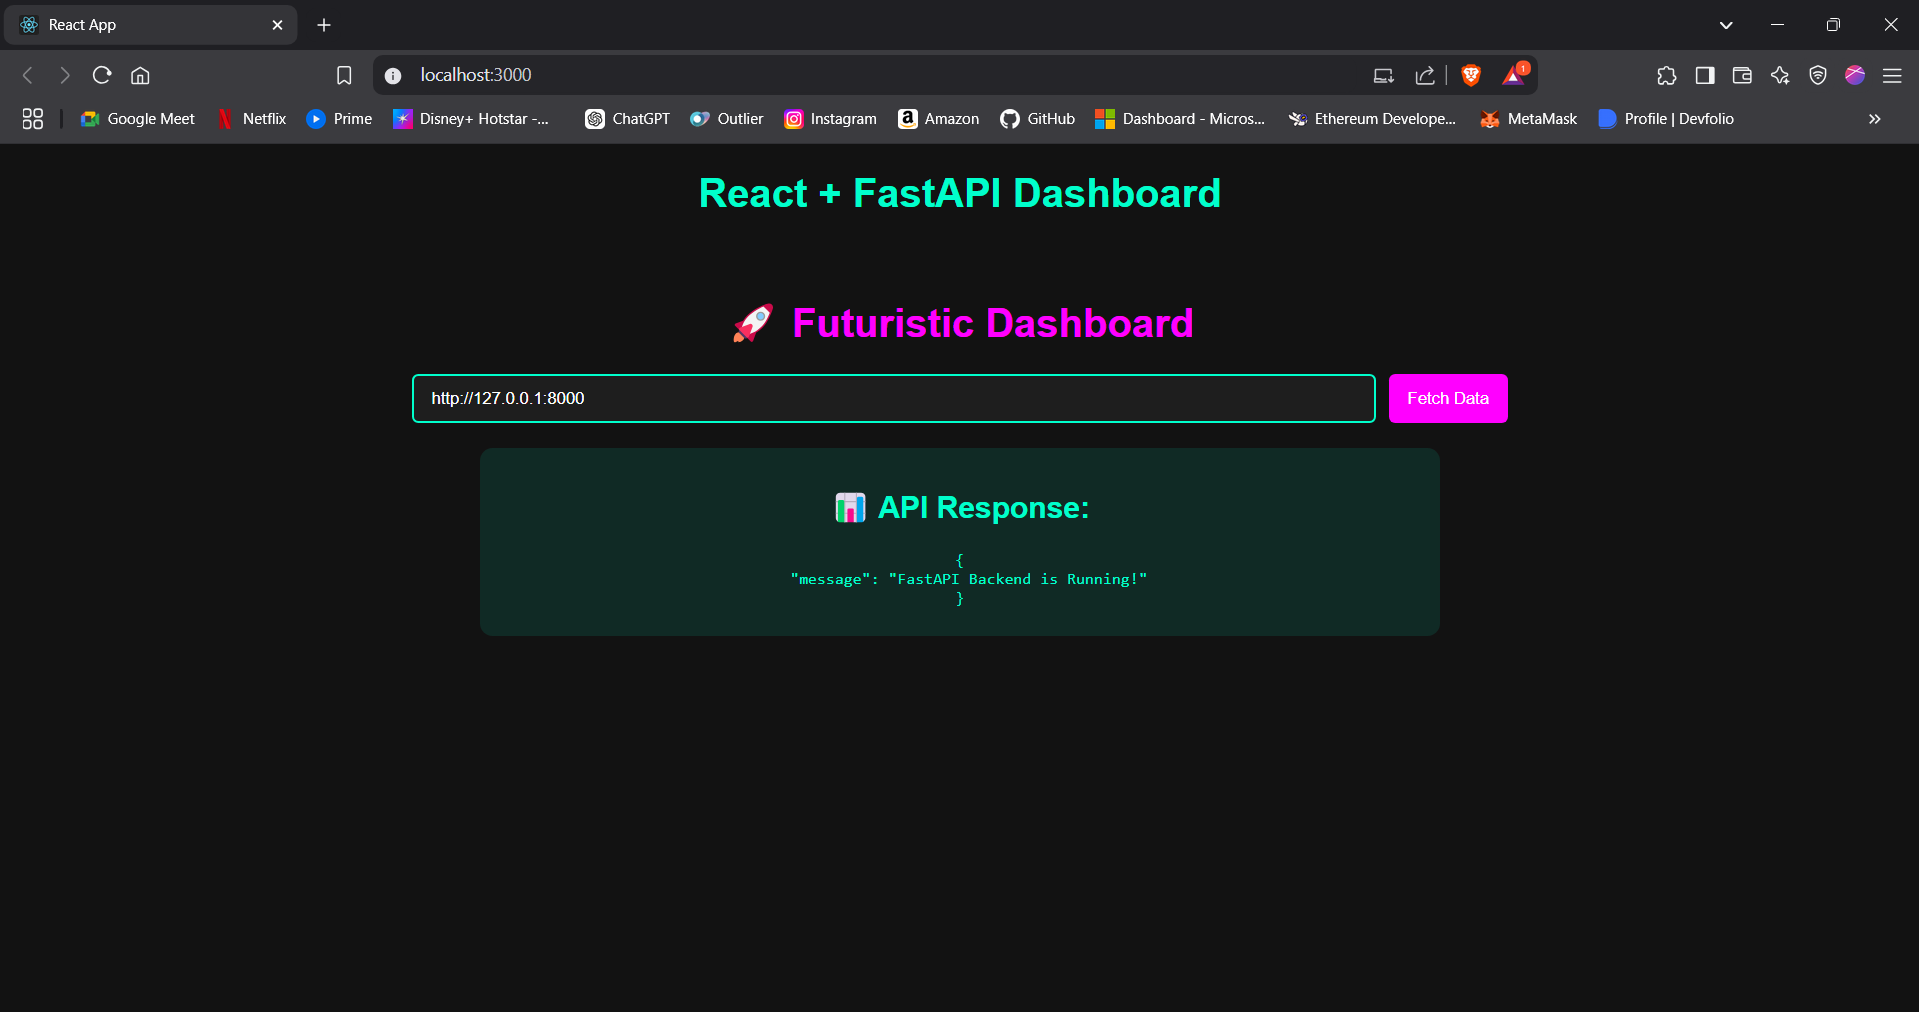 React App
localhost:3000
1
Google Meet Netflix Prime Disney+ Hotstar -... ChatGPT Outlier Instagram Amazon GitHub Dashboard - Micros... Ethereum Develope... MetaMask Profile | Devfolio
React + FastAPI Dashboard
🚀 Futuristic Dashboard
http://127.0.0.1:8000 Fetch Data
📊 API Response:
{
"message": "FastAPI Backend is Running!"
}